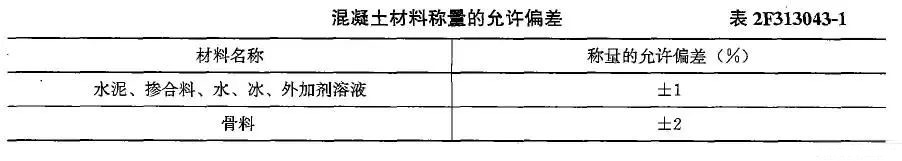 混凝土材料称量的允许偏差 表 2F313043-1
材料名称 称量的允许偏差（%）
水泥、掺合料、水、冰、外加剂溶液 ±1
骨料 ±2